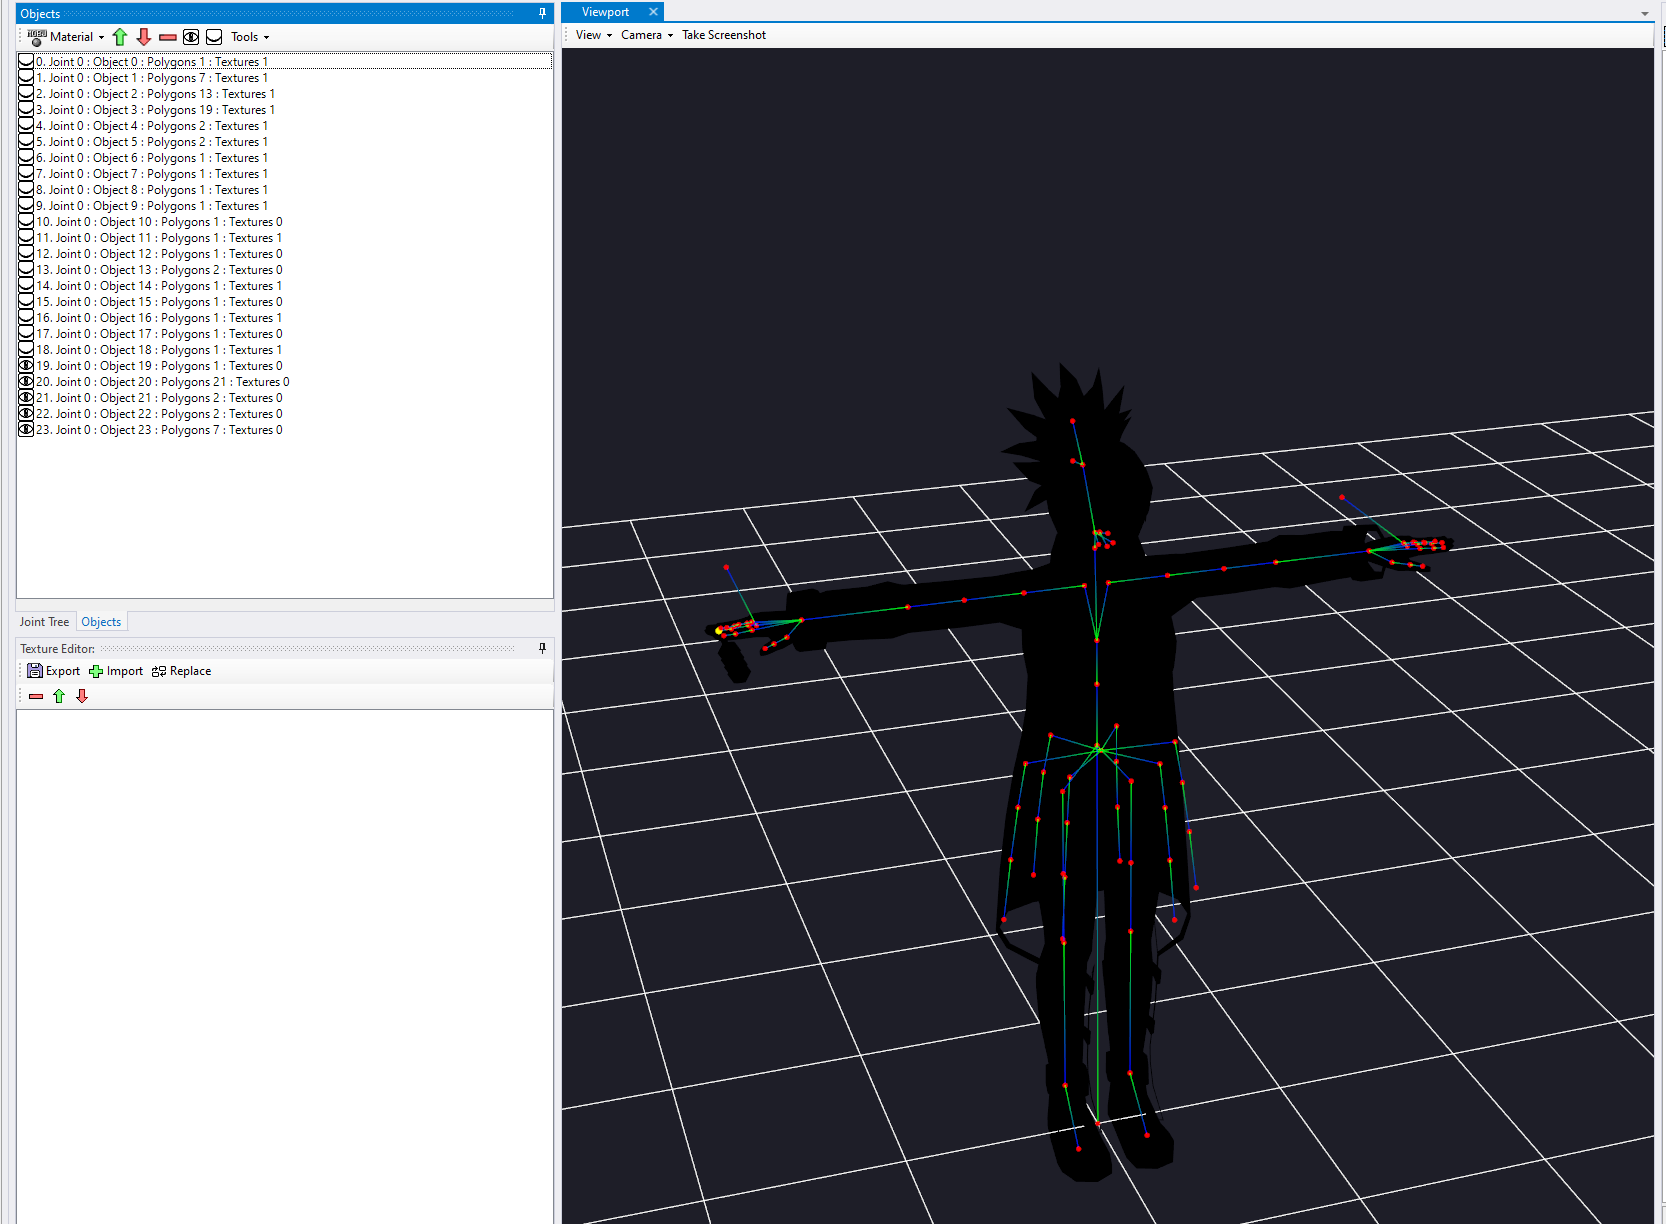 Objects
Material
Tools
0. Joint 0 : Object 0 : Polygons 1 : Textures 1
1. Joint 0 : Object 1 : Polygons 7 : Textures 1
2. Joint 0 : Object 2 : Polygons 13 : Textures 1
3. Joint 0 : Object 3 : Polygons 19 : Textures 1
4. Joint 0 : Object 4 : Polygons 2 : Textures 1
5. Joint 0 : Object 5 : Polygons 2 : Textures 1
6. Joint 0 : Object 6 : Polygons 1 : Textures 1
7. Joint 0 : Object 7 : Polygons 1 : Textures 1
8. Joint 0 : Object 8 : Polygons 1 : Textures 1
9. Joint 0 : Object 9 : Polygons 1 : Textures 1
10. Joint 0 : Object 10 : Polygons 1 : Textures 0
11. Joint 0 : Object 11 : Polygons 1 : Textures 1
12. Joint 0 : Object 12 : Polygons 1 : Textures 0
13. Joint 0 : Object 13 : Polygons 2 : Textures 0
14. Joint 0 : Object 14 : Polygons 1 : Textures 1
15. Joint 0 : Object 15 : Polygons 1 : Textures 0
16. Joint 0 : Object 16 : Polygons 1 : Textures 1
17. Joint 0 : Object 17 : Polygons 1 : Textures 0
18. Joint 0 : Object 18 : Polygons 1 : Textures 1
19. Joint 0 : Object 19 : Polygons 1 : Textures 0
20. Joint 0 : Object 20 : Polygons 21 : Textures 0
21. Joint 0 : Object 21 : Polygons 2 : Textures 0
22. Joint 0 : Object 22 : Polygons 2 : Textures 0
23. Joint 0 : Object 23 : Polygons 7 : Textures 0
Joint Tree Objects
Texture Editor:
Export Import Replace
Viewport
View Camera Take Screenshot